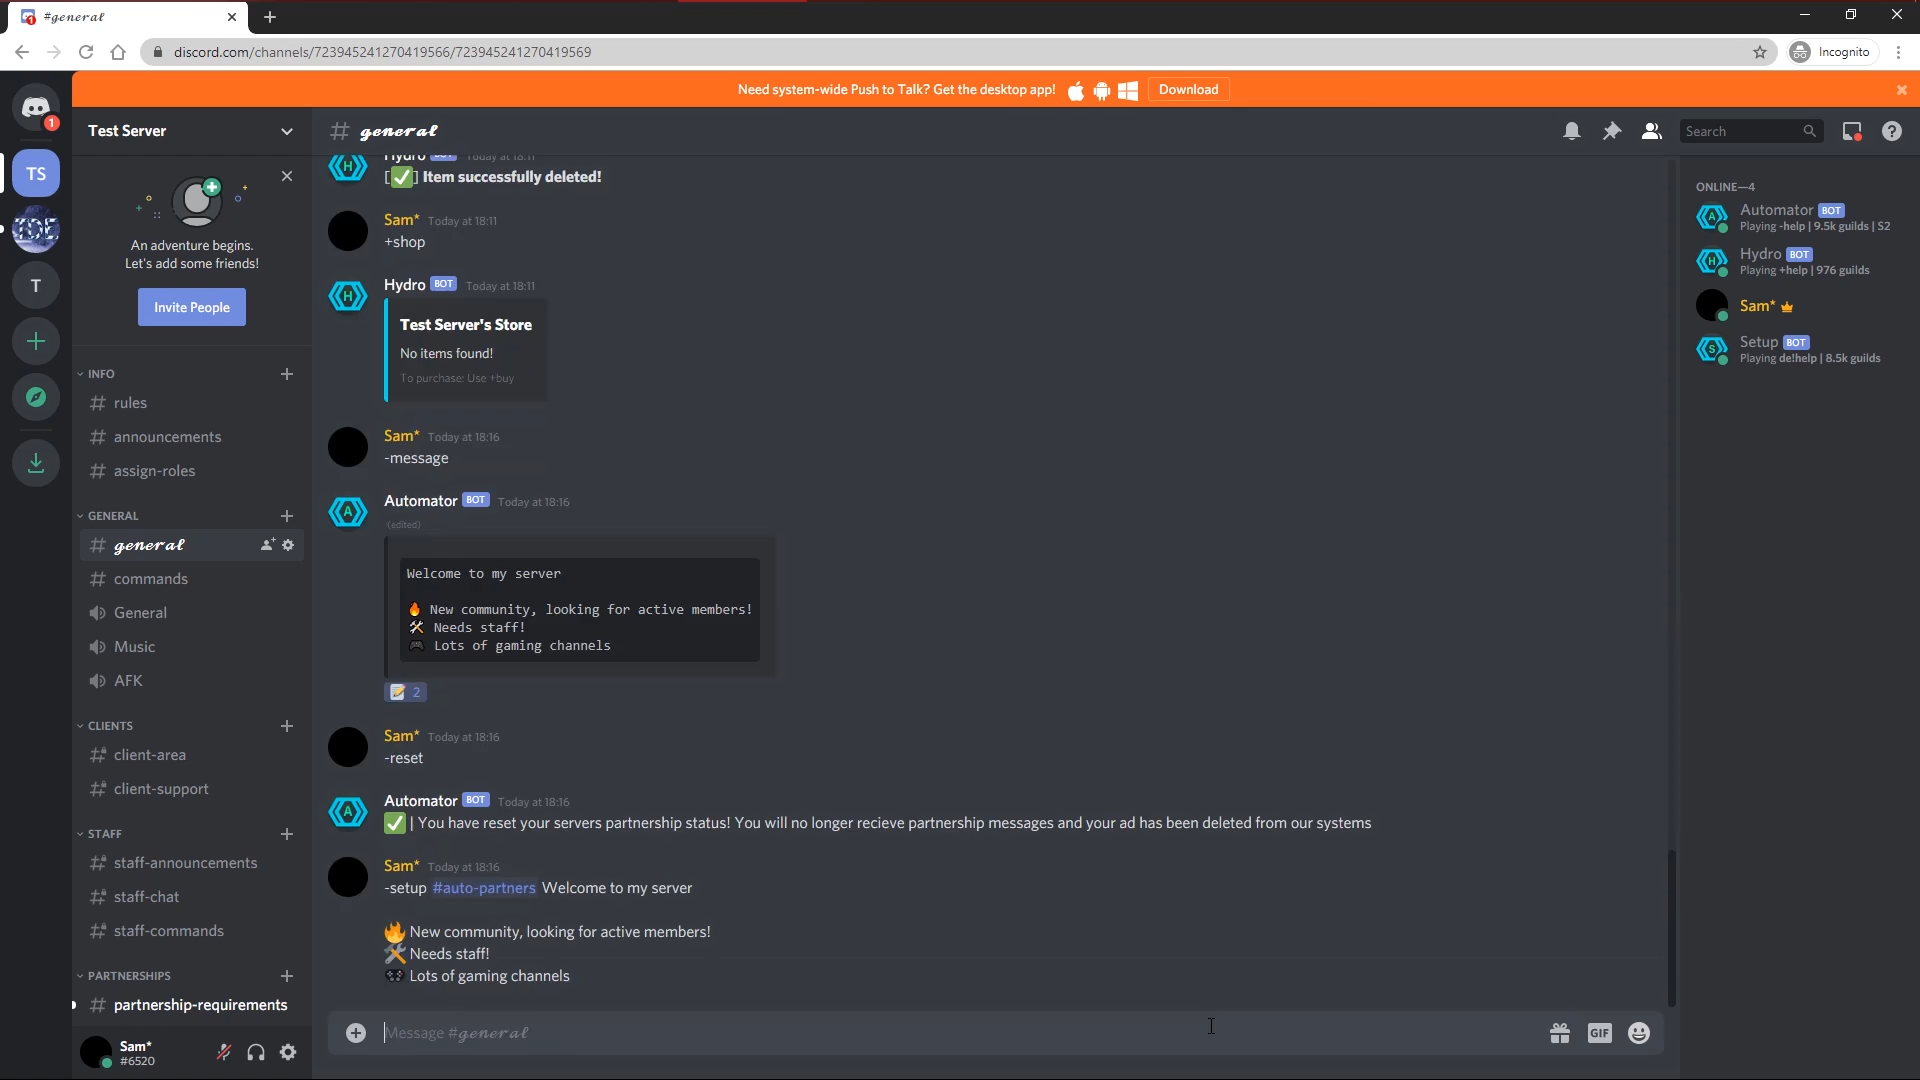 #𝓰𝓮𝓷𝓮𝓻𝓪𝓵
discord.com/channels/723945241270419566/723945241270419569
Incognito
Need system-wide Push to Talk? Get the desktop app!
Download
1
Test Server
# 𝓰𝓮𝓷𝓮𝓻𝓪𝓵
Search
TS
T
An adventure begins.
Let's add some friends!
Invite People
INFO
rules
announcements
assign-roles
GENERAL
𝓰𝓮𝓷𝓮𝓻𝓪𝓵
commands
General
Music
AFK
CLIENTS
client-area
client-support
STAFF
staff-announcements
staff-chat
staff-commands
PARTNERSHIPS
partnership-requirements
Sam*
#6520
Hydro BOT Today at 18:11
[✅] Item successfully deleted!
Sam* Today at 18:11
+shop
Hydro BOT Today at 18:11
Test Server's Store
No items found!
To purchase: Use +buy
Sam* Today at 18:16
-message
Automator BOT Today at 18:16
(edited)
Welcome to my server
🔥 New community, looking for active members!
🛠 Needs staff!
🎮 Lots of gaming channels
📝 2
Sam* Today at 18:16
-reset
Automator BOT Today at 18:16
✅ | You have reset your servers partnership status! You will no longer recieve partnership messages and your ad has been deleted from our systems
Sam* Today at 18:16
-setup #auto-partners Welcome to my server
🔥 New community, looking for active members!
🛠 Needs staff!
🎮 Lots of gaming channels
Message #𝓰𝓮𝓷𝓮𝓻𝓪𝓵
GIF
ONLINE—4
Automator BOT
Playing -help | 9.5k guilds | S2
Hydro BOT
Playing +help | 976 guilds
Sam*
Setup BOT
Playing de!help | 8.5k guilds